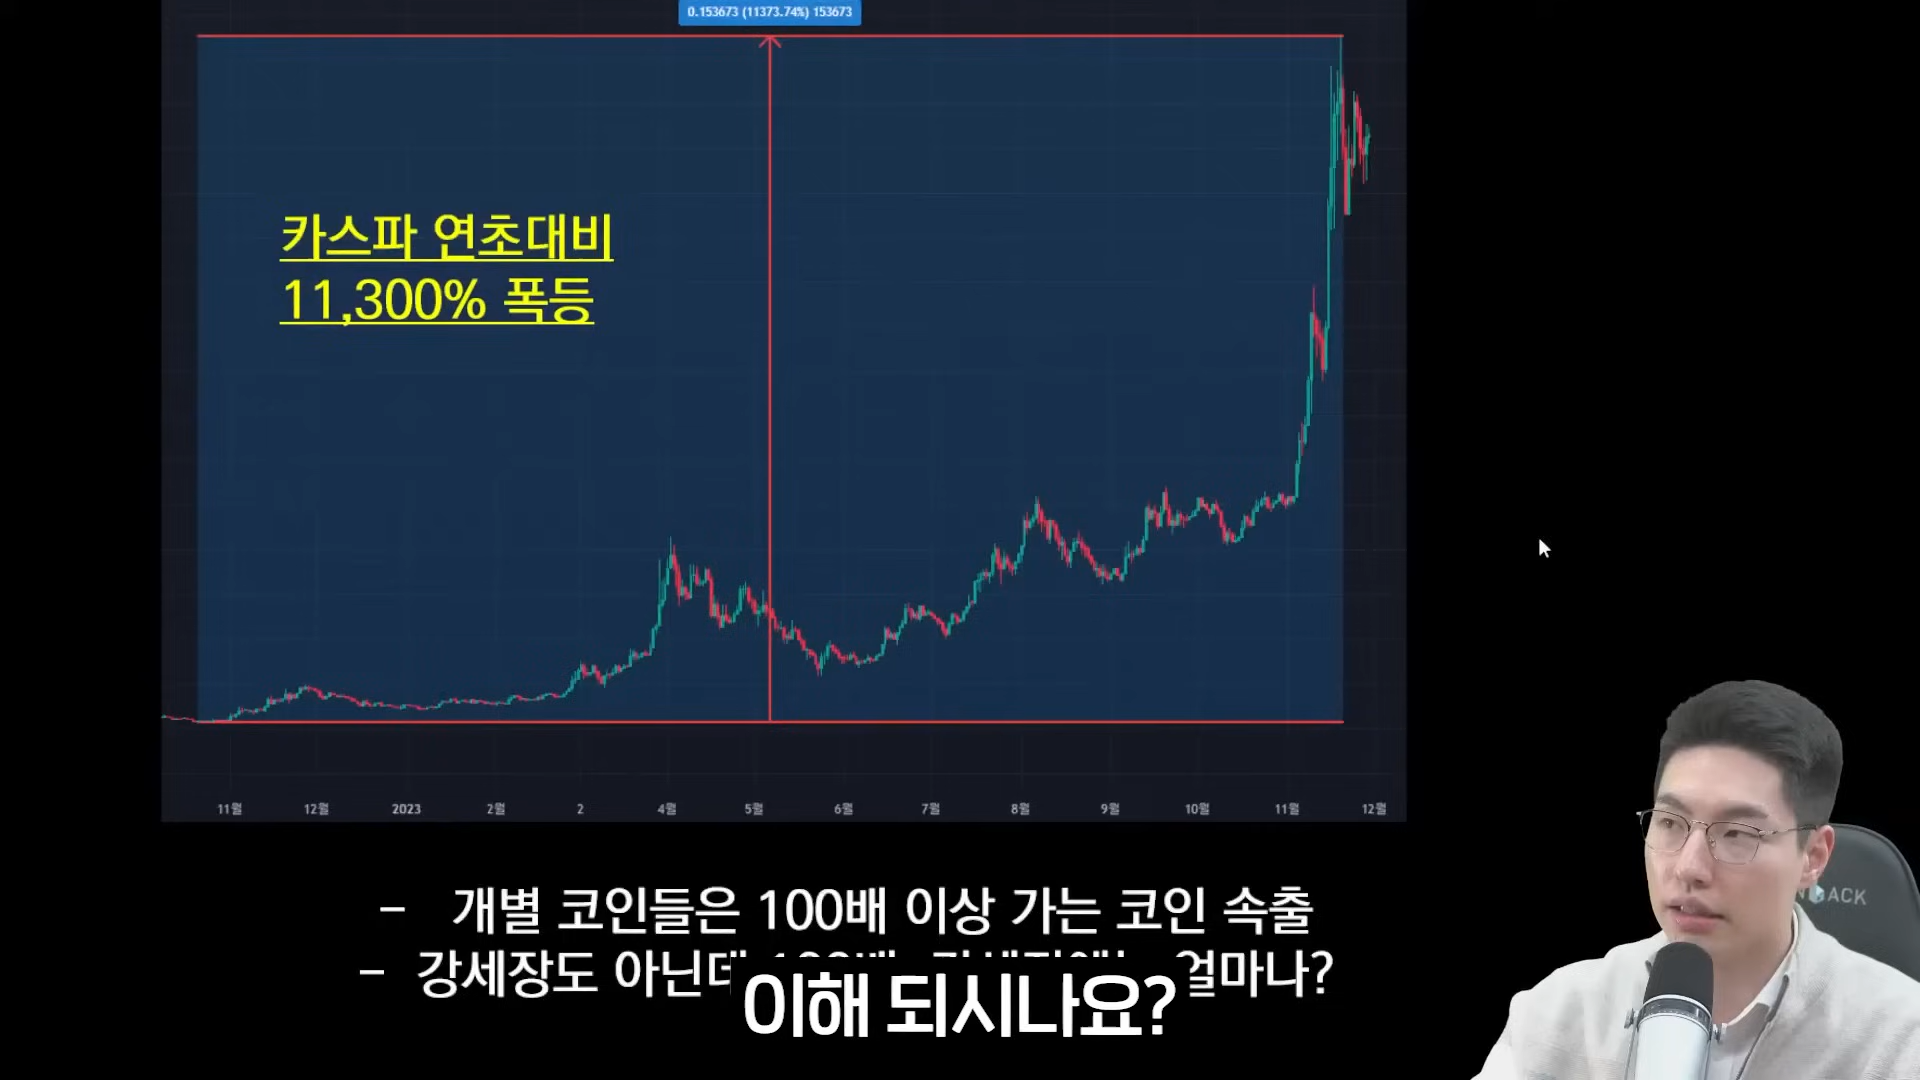 0.153673 (11373.74%) 153673
카스파 연초대비
11,300% 폭등
11월 12월 2023 2월 2 4월 5월 6월 7월 8월 9월 10월 11월 12월
- 개별 코인들은 100배 이상 가는 코인 속출
- 강세장도 아닌데 얼마나?
이해 되시나요?
ACK